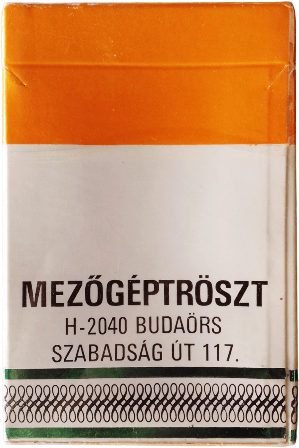 MEZŐGÉPTRÖSZT
H-2040 BUDAÖRS
SZABADSÁG ÚT 117.